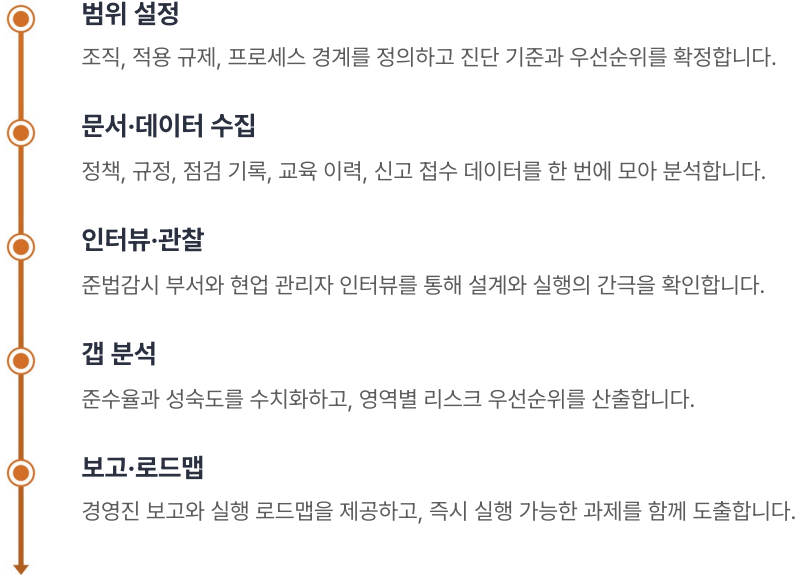 범위 설정
조직, 적용 규제, 프로세스 경계를 정의하고 진단 기준과 우선순위를 확정합니다.
문서·데이터 수집
정책, 규정, 점검 기록, 교육 이력, 신고 접수 데이터를 한 번에 모아 분석합니다.
인터뷰·관찰
준법감시 부서와 현업 관리자 인터뷰를 통해 설계와 실행의 간극을 확인합니다.
갭 분석
준수율과 성숙도를 수치화하고, 영역별 리스크 우선순위를 산출합니다.
보고·로드맵
경영진 보고와 실행 로드맵을 제공하고, 즉시 실행 가능한 과제를 함께 도출합니다.